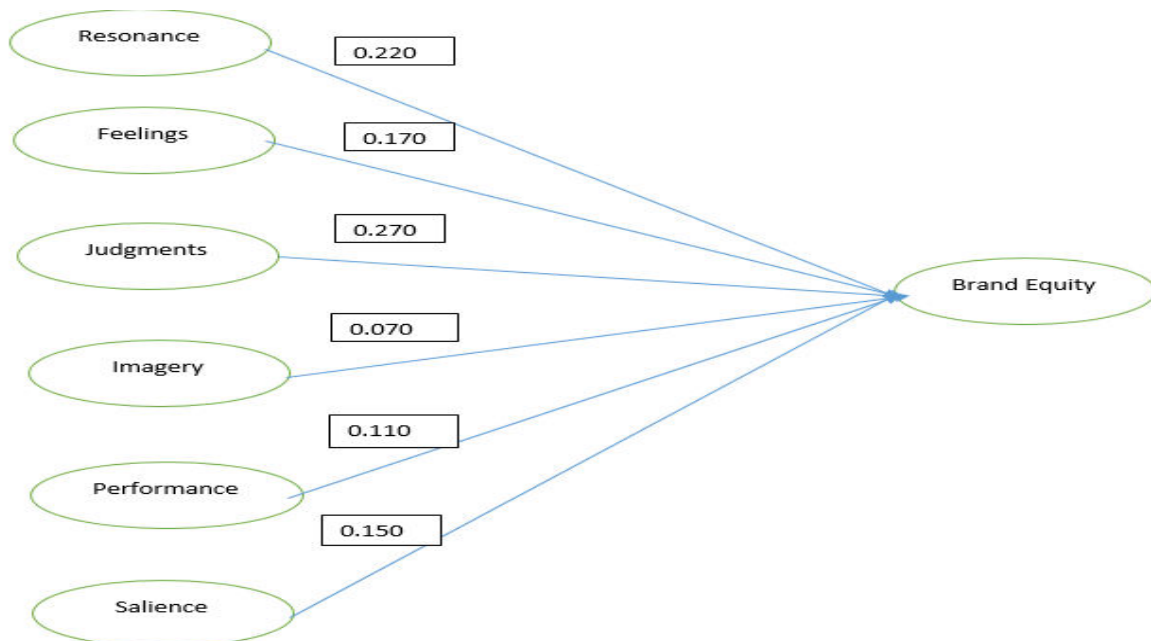 Resonance
0.220
Feelings
0.170
Judgments
0.270
Brand Equity
Imagery
0.070
Performance
0.110
Salience
0.150